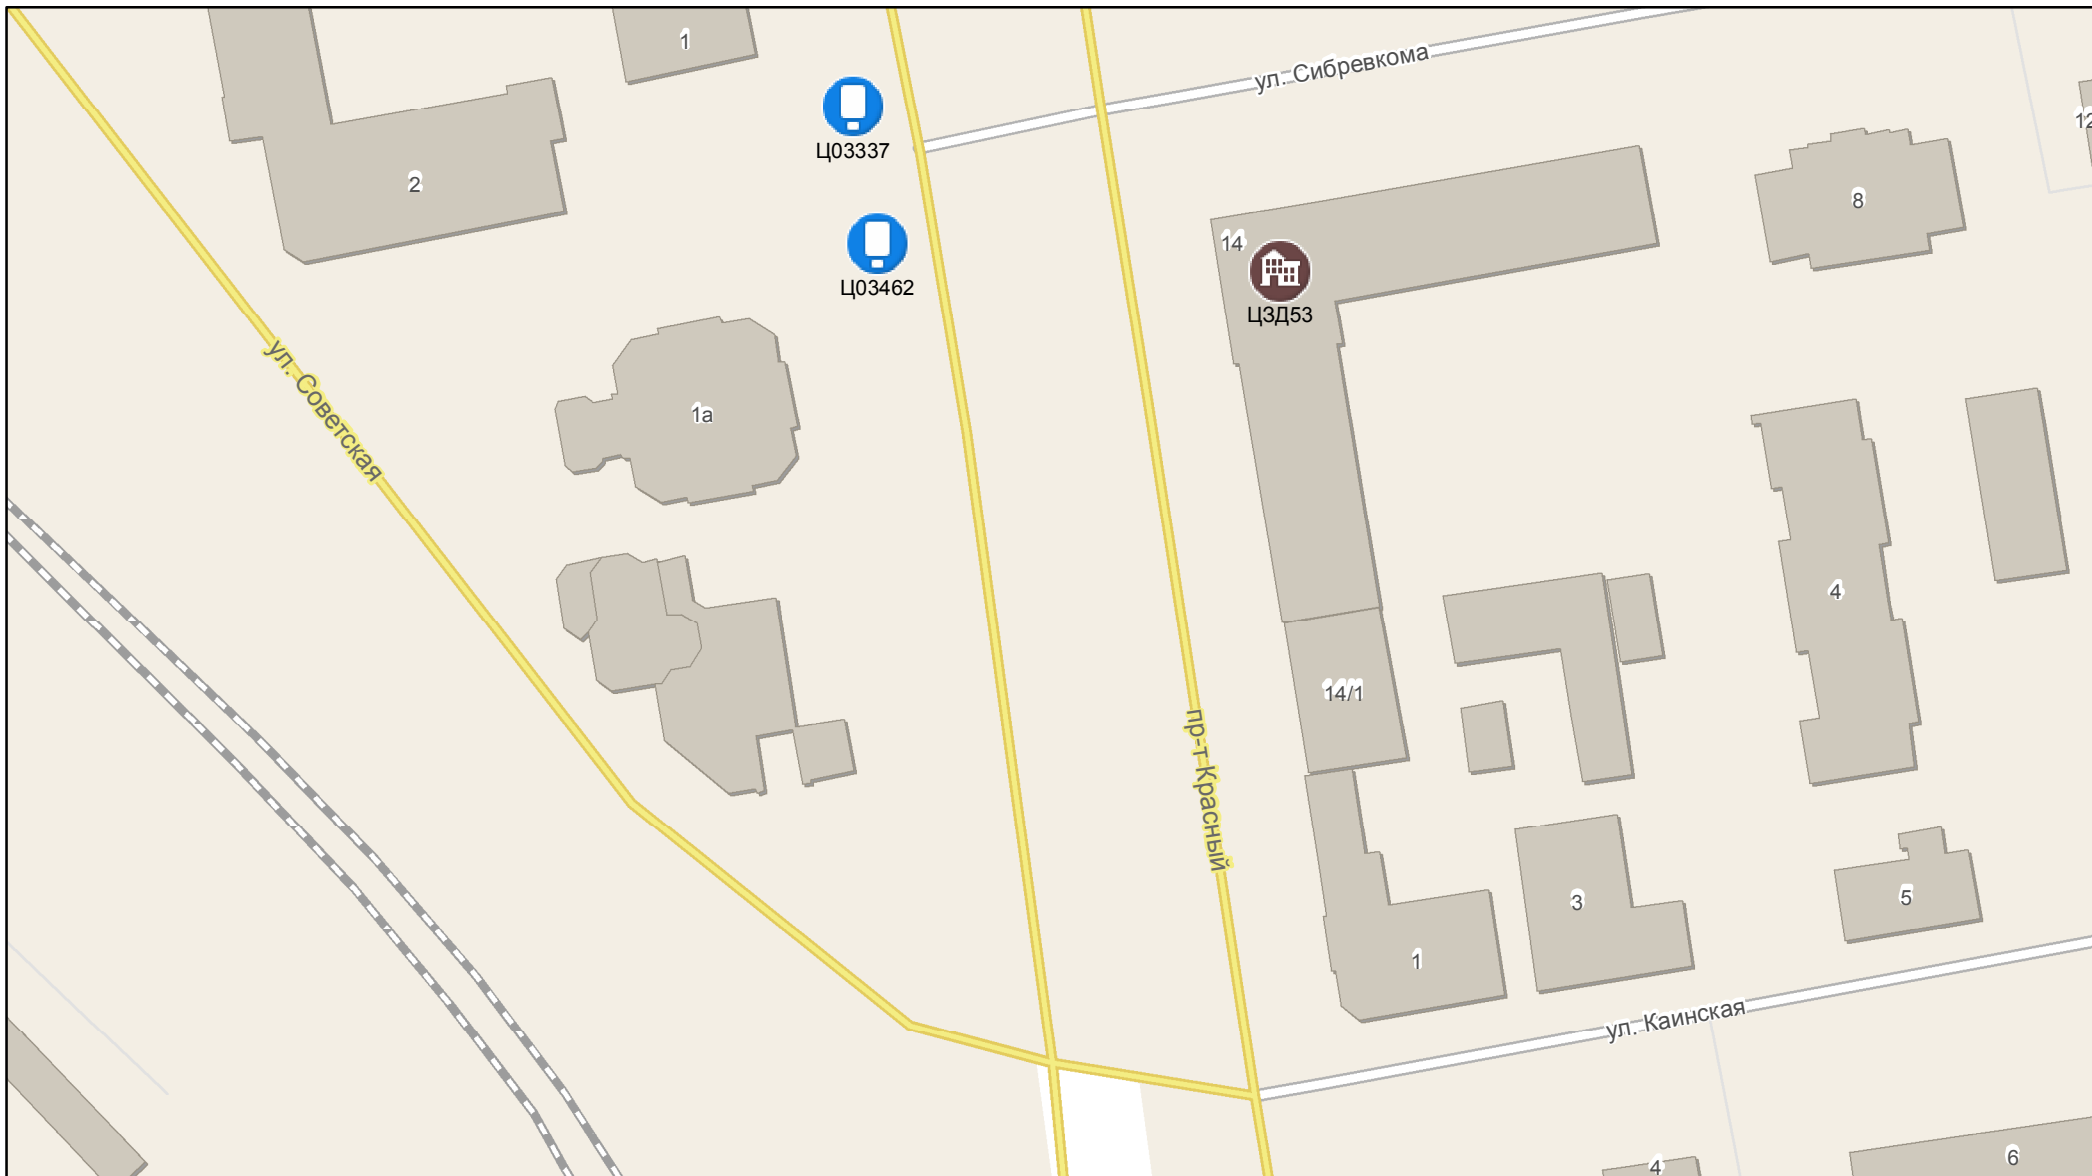 1
ул. Сибревкома
Ц03337
12
2
8
14
Ц03462
ЦЗД53
ул. Советская
1а
4
14/1
пр-т Красный
3
5
1
ул. Каинская
4
6